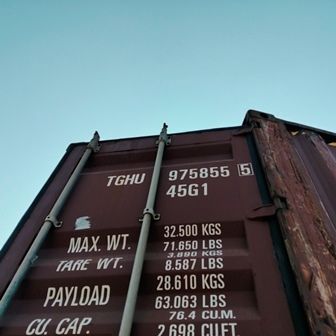 TGHU 975855 5
45G1
MAX. WT. 32.500 KGS
71.650 LBS
TARE WT. 3.890 KGS
8.587 LBS
PAYLOAD 28.610 KGS
63.063 LBS
CU. CAP. 76.4 CU.M.
2.698 CU.FT.